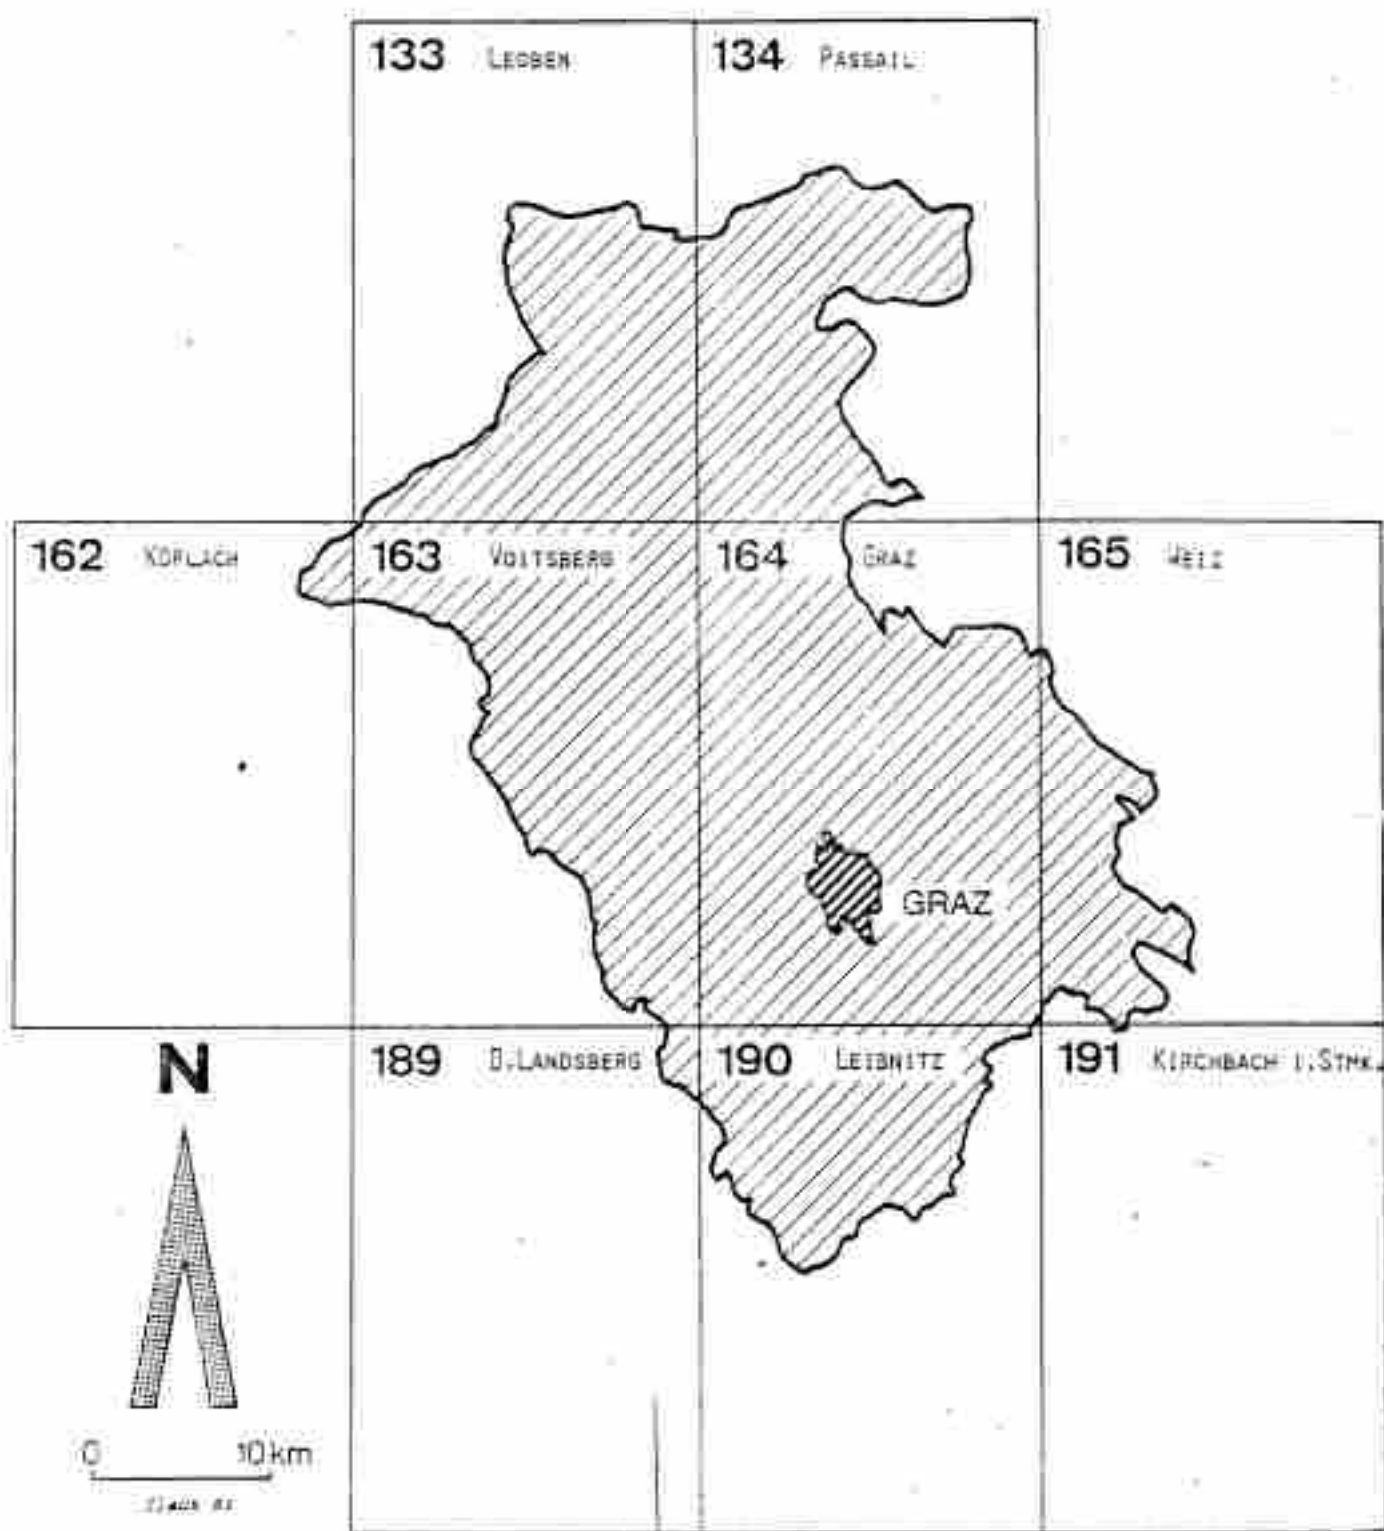 133 LEOBEN
134 PASSAIL
162 KÖFLACH
163 VOITSBERG
164 GRAZ
165 WEIZ
GRAZ
189 D.LANDSBERG
190 LEIBNITZ
191 KIRCHBACH I.STMK.
N
0 10km